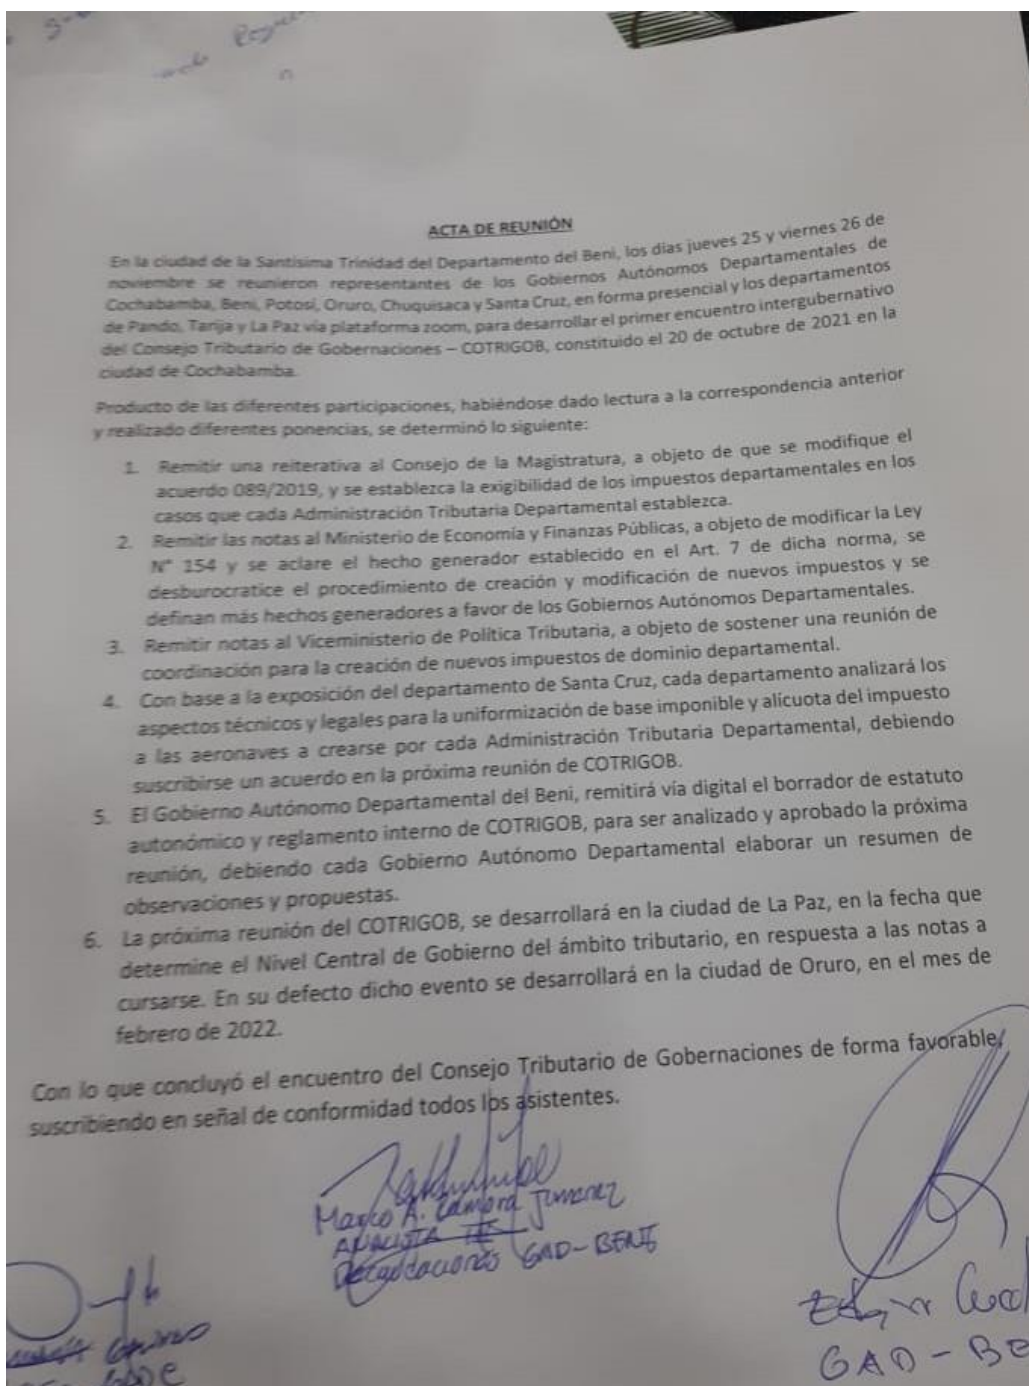 ACTA DE REUNIÓN
En la ciudad de la Santísima Trinidad del Departamento del Beni, los días jueves 25 y viernes 26 de
noviembre se reunieron representantes de los Gobiernos Autónomos Departamentales de
Cochabamba, Beni, Potosí, Oruro, Chuquisaca y Santa Cruz, en forma presencial y los departamentos
de Pando, Tarija y La Paz vía plataforma zoom, para desarrollar el primer encuentro intergubernativo
del Consejo Tributario de Gobernaciones – COTRIGOB, constituido el 20 de octubre de 2021 en la
ciudad de Cochabamba.
Producto de las diferentes participaciones, habiéndose dado lectura a la correspondencia anterior
y realizado diferentes ponencias, se determinó lo siguiente:
1. Remitir una reiterativa al Consejo de la Magistratura, a objeto de que se modifique el
acuerdo 089/2019, y se establezca la exigibilidad de los impuestos departamentales en los
casos que cada Administración Tributaria Departamental establezca.
2. Remitir las notas al Ministerio de Economía y Finanzas Públicas, a objeto de modificar la Ley
N° 154 y se aclare el hecho generador establecido en el Art. 7 de dicha norma, se
desburocratice el procedimiento de creación y modificación de nuevos impuestos y se
definan más hechos generadores a favor de los Gobiernos Autónomos Departamentales.
3. Remitir notas al Viceministerio de Política Tributaria, a objeto de sostener una reunión de
coordinación para la creación de nuevos impuestos de dominio departamental.
4. Con base a la exposición del departamento de Santa Cruz, cada departamento analizará los
aspectos técnicos y legales para la uniformización de base imponible y alícuota del impuesto
a las aeronaves a crearse por cada Administración Tributaria Departamental, debiendo
suscribirse un acuerdo en la próxima reunión de COTRIGOB.
5. El Gobierno Autónomo Departamental del Beni, remitirá vía digital el borrador de estatuto
autonómico y reglamento interno de COTRIGOB, para ser analizado y aprobado la próxima
reunión, debiendo cada Gobierno Autónomo Departamental elaborar un resumen de
observaciones y propuestas.
6. La próxima reunión del COTRIGOB, se desarrollará en la ciudad de La Paz, en la fecha que
determine el Nivel Central de Gobierno del ámbito tributario, en respuesta a las notas a
cursarse. En su defecto dicho evento se desarrollará en la ciudad de Oruro, en el mes de
febrero de 2022.
Con lo que concluyó el encuentro del Consejo Tributario de Gobernaciones de forma favorable,
suscribiendo en señal de conformidad todos los asistentes.
Marco A. Zamora Jimenez
ANALISTA
Recaudaciones GAD-BENI
GAD-BE